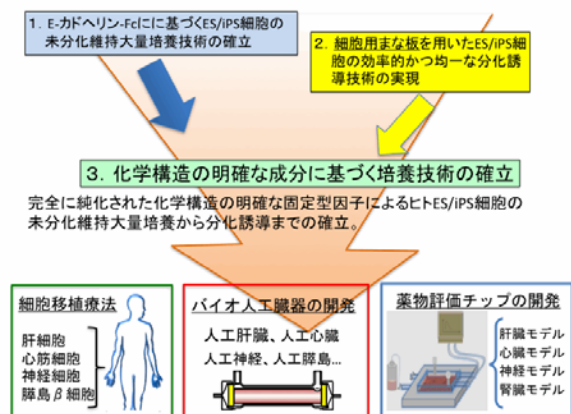 1. E-カドヘリン-Fcにに基づくES/iPS細胞の
未分化維持大量培養技術の確立
2. 細胞用まな板を用いたES/iPS細
胞の効率的かつ均一な分化誘
導技術の実現
3. 化学構造の明確な成分に基づく培養技術の確立
完全に純化された化学構造の明確な固定型因子によるヒトES/iPS細胞の
未分化維持大量培養から分化誘導までの確立。
細胞移植療法
肝細胞
心筋細胞
神経細胞
膵島β細胞
バイオ人工臓器の開発
人工肝臓、人工心臓
人工神経、人工膵島…
薬物評価チップの開発
肝臓モデル
心臓モデル
神経モデル
腎臓モデル